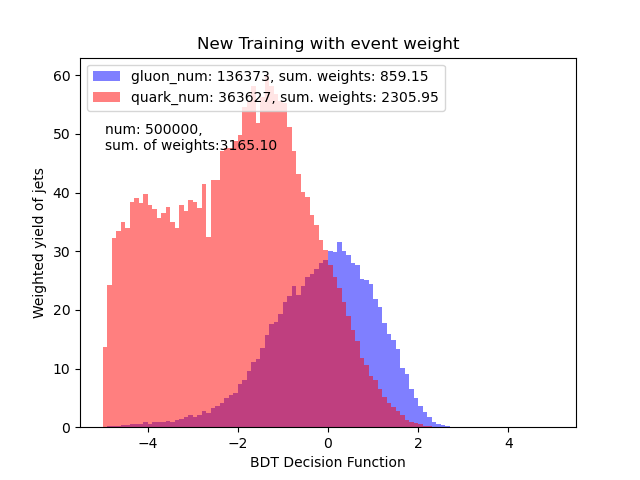 New Training with event weight
gluon_num: 136373, sum. weights: 859.15
quark_num: 363627, sum. weights: 2305.95
num: 500000,
sum. of weights:3165.10
Weighted yield of jets
60
50
40
30
20
10
0
−4
−2
0
2
4
BDT Decision Function